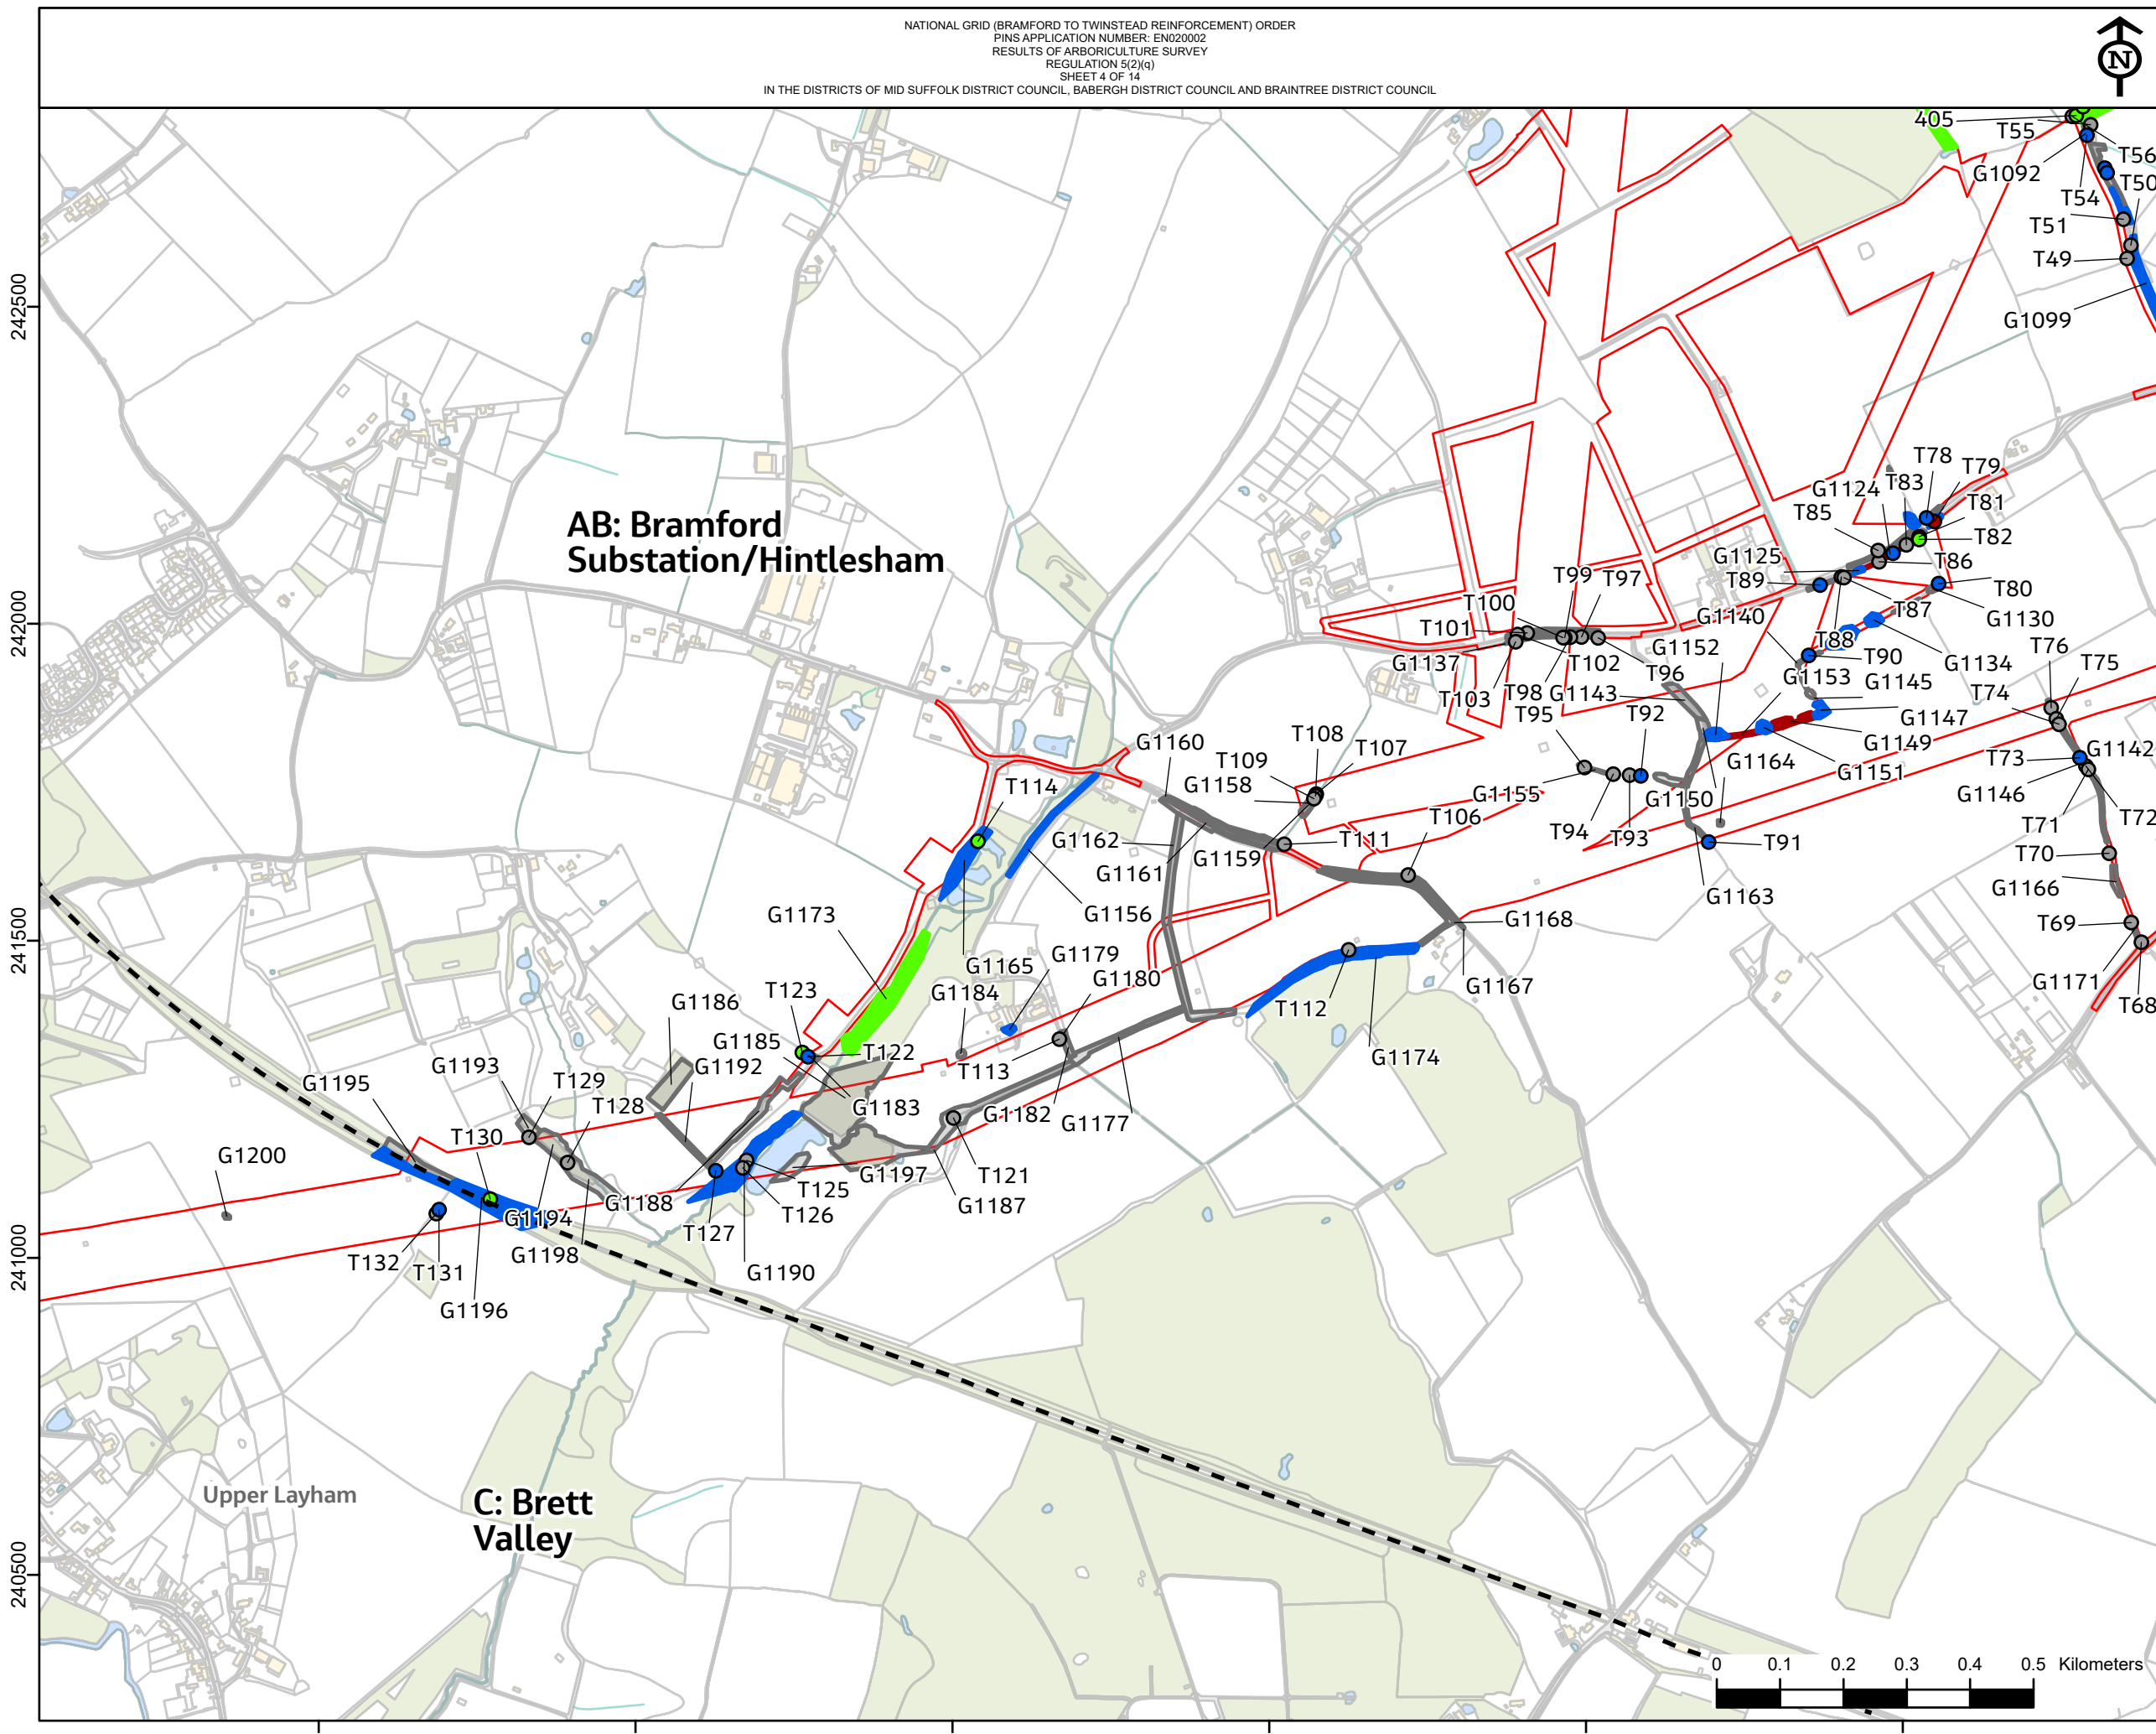 NATIONAL GRID (BRAMFORD TO TWINSTEAD REINFORCEMENT) ORDER
PINS APPLICATION NUMBER: EN020002
RESULTS OF ARBORICULTURE SURVEY
REGULATION 5(2)(q)
SHEET 4 OF 14
IN THE DISTRICTS OF MID SUFFOLK DISTRICT COUNCIL, BABERGH DISTRICT COUNCIL AND BRAINTREE DISTRICT COUNCIL
N
405
T55
T56
G1092
T50
T54
T51
T49
G1099
242500
T78
T79
G1124
T83
T81
T85
T82
AB: Bramford
Substation/Hintlesham
G1125
T86
T89
T80
T99
T97
T87
G1130
242000
T100
G1140
T101
T88
G1152
T76
G1137
T102
T90
G1134
T75
T96
G1153
G1145
T74
T103
T98
G1143
T95
T92
G1147
T108
G1149
G1142
G1160
T107
T73
T109
G1164
G1151
G1158
T114
G1155
G1150
G1146
T106
T72
T71
T94
T93
G1162
T111
T91
G1159
T70
G1161
G1166
G1163
G1173
G1156
G1168
T69
241500
G1179
G1165
G1180
G1171
G1184
G1167
T123
G1186
T68
T112
G1185
T122
G1174
G1192
G1193
T113
G1195
T129
T128
G1183
G1182
G1177
T130
G1200
G1197
T121
T125
G1188
G1187
G1194
T126
T127
G1198
T132
T131
G1190
241000
G1196
Upper Layham
C: Brett
Valley
240500
0 0.1 0.2 0.3 0.4 0.5 Kilometers